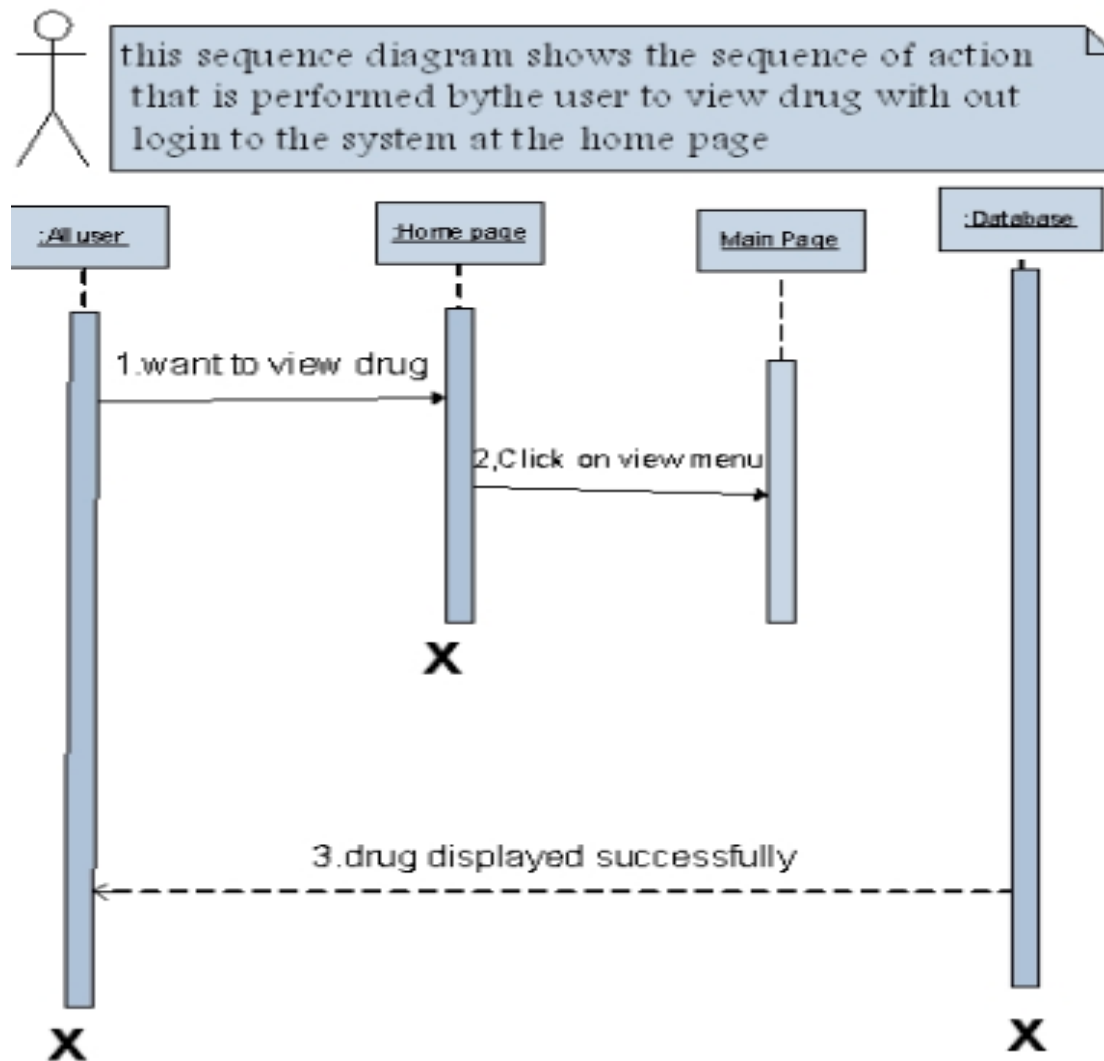 this sequence diagram shows the sequence of action
that is performed bythe user to view drug with out
login to the system at the home page
:All user
:Home page
Main Page
:Database
1.want to view drug
2,Click on view menu
X
3.drug displayed successfully
X
X